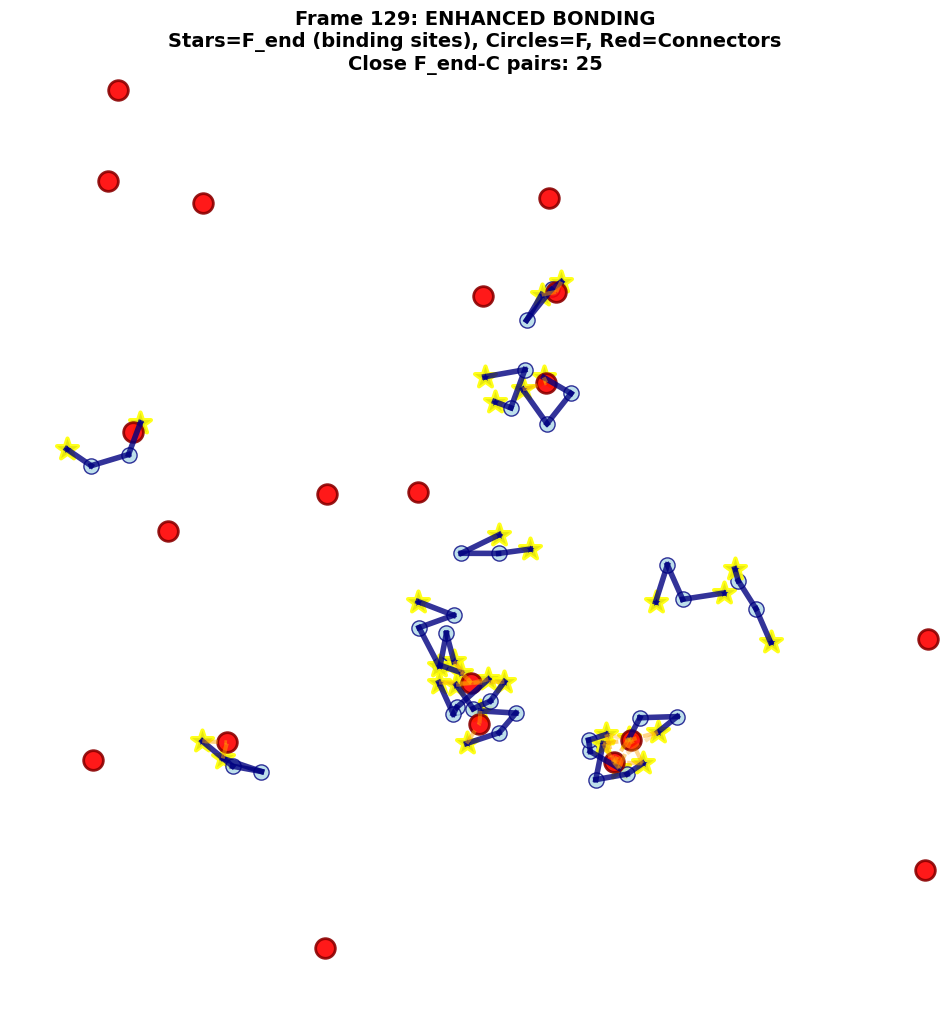 Frame 129: ENHANCED BONDING
Stars=F_end (binding sites), Circles=F, Red=Connectors
Close F_end-C pairs: 25